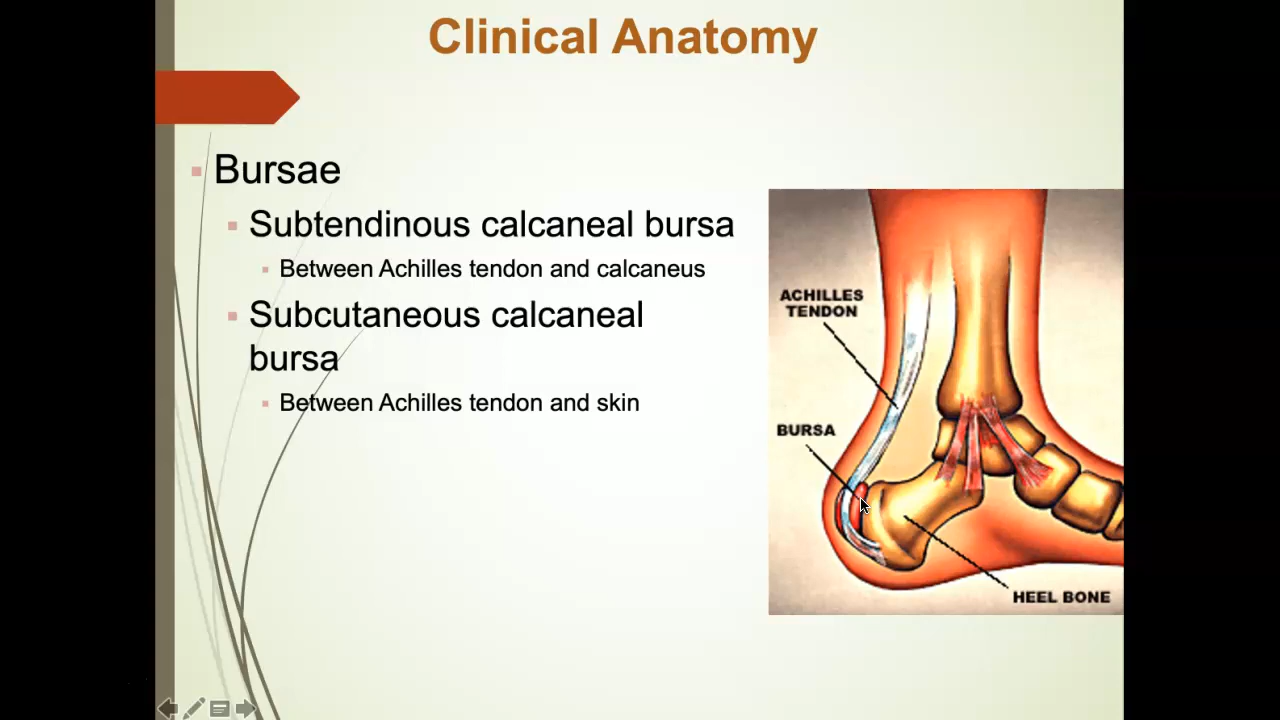 Clinical Anatomy
Bursae
Subtendinous calcaneal bursa
Between Achilles tendon and calcaneus
Subcutaneous calcaneal
bursa
Between Achilles tendon and skin
ACHILLES
TENDON
BURSA
HEEL BONE